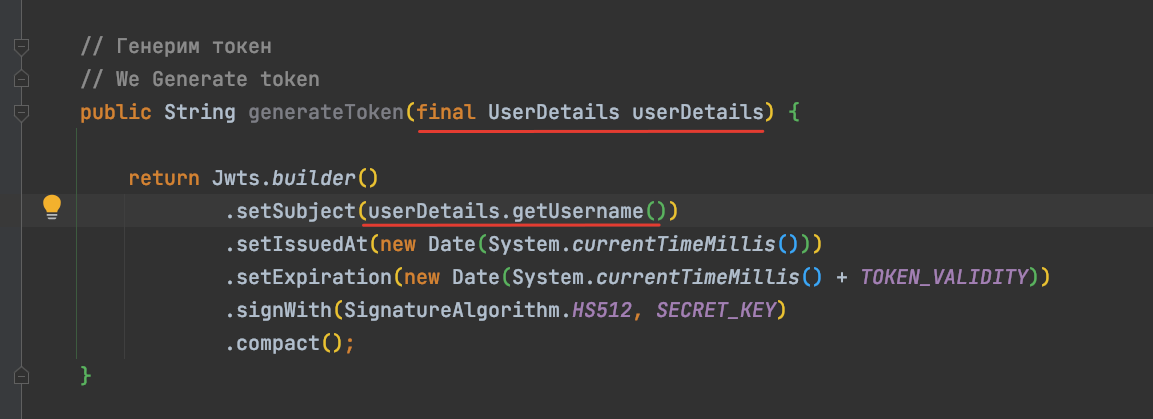 // Генерим токен
// We Generate token
public String generateToken(final UserDetails userDetails) {
return Jwts.builder()
.setSubject(userDetails.getUsername())
.setIssuedAt(new Date(System.currentTimeMillis()))
.setExpiration(new Date(System.currentTimeMillis() + TOKEN_VALIDITY))
.signWith(SignatureAlgorithm.HS512, SECRET_KEY)
.compact();
}